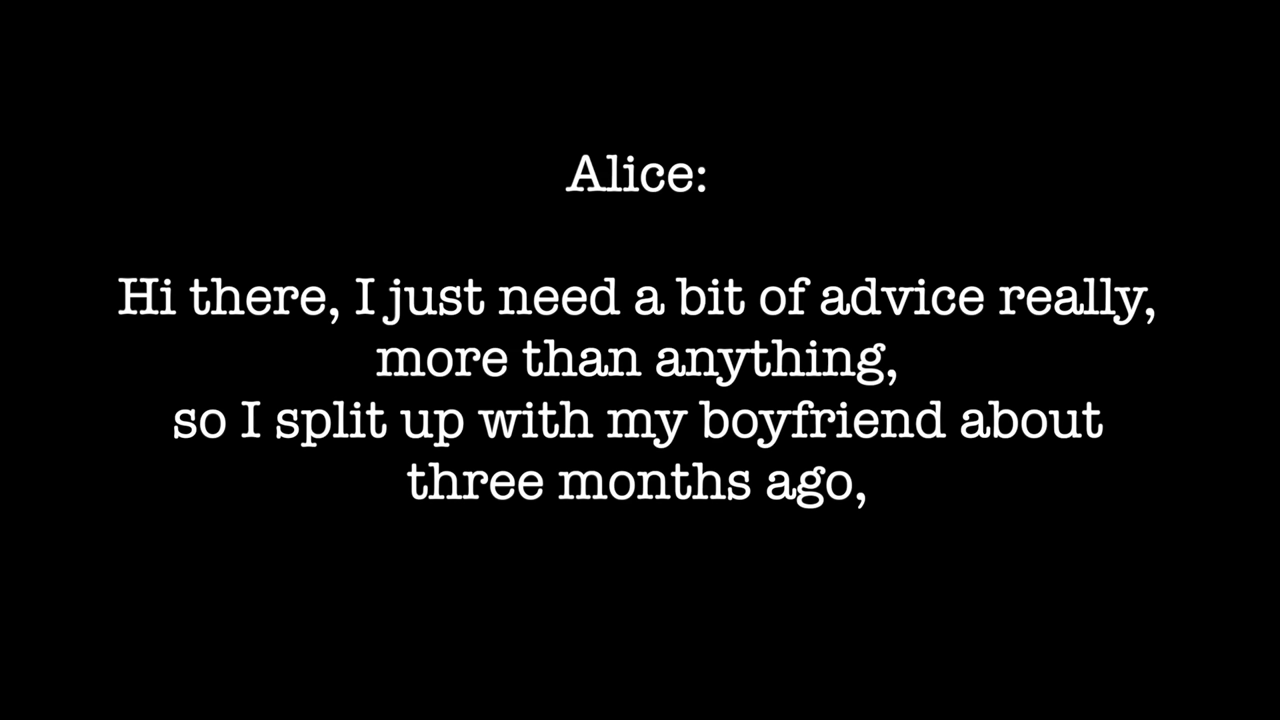 Alice:
Hi there, I just need a bit of advice really,
more than anything,
so I split up with my boyfriend about
three months ago,